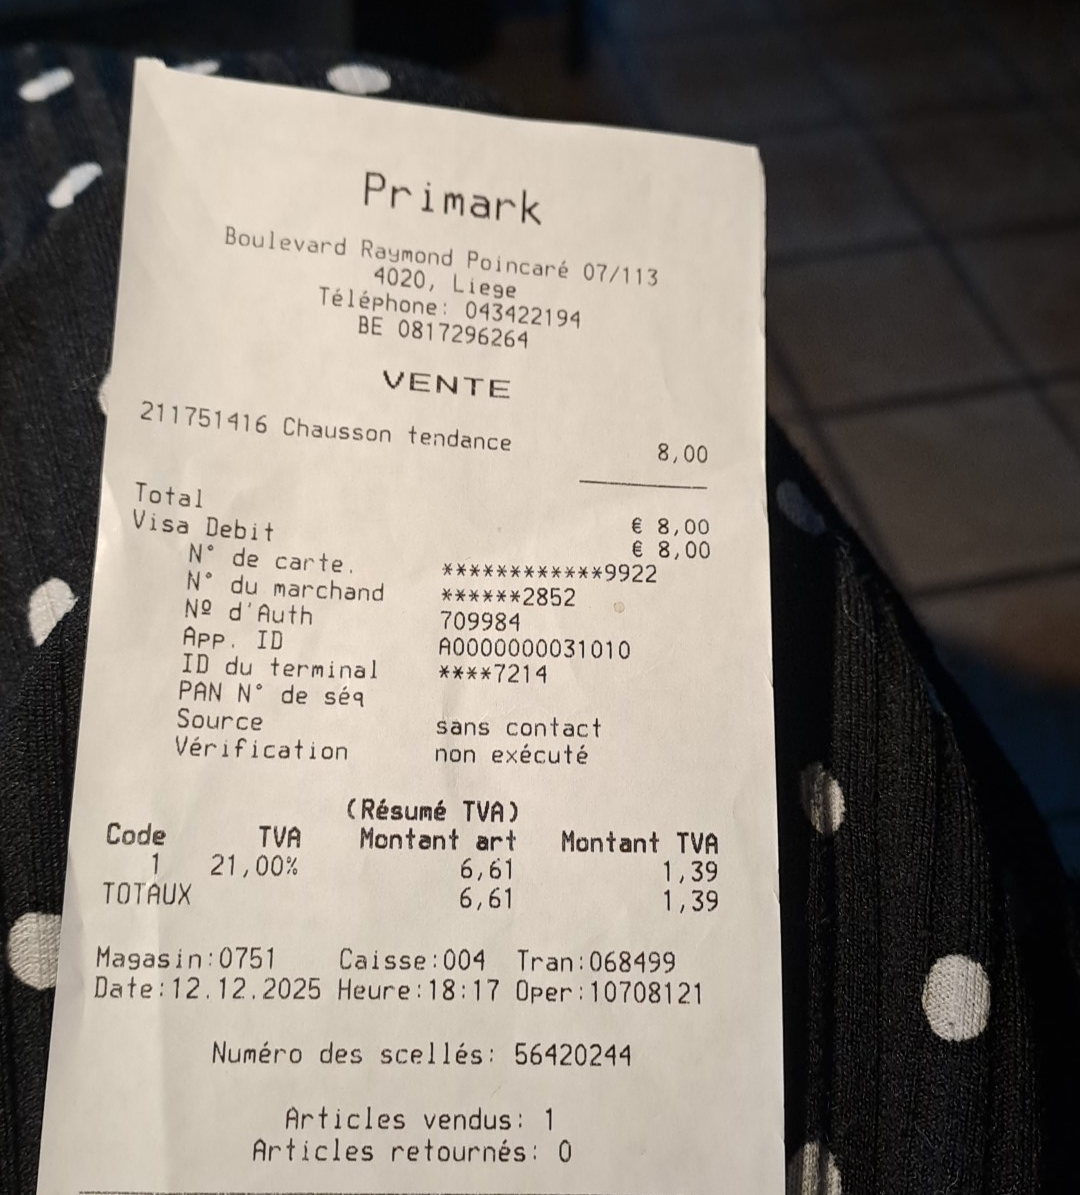 Primark
Boulevard Raymond Poincaré 07/113
4020, Liege
Téléphone: 043422194
BE 0817296264
VENTE
211751416 Chausson tendance 8,00
Total € 8,00
Visa Debit € 8,00
N° de carte. ************9922
N° du marchand ******2852
Nº d'Auth 709984
App. ID A0000000031010
ID du terminal ****7214
PAN N° de séq
Source sans contact
Vérification non exécuté
(Résumé TVA)
Code TVA Montant art Montant TVA
1 21,00% 6,61 1,39
TOTAUX 6,61 1,39
Magasin:0751 Caisse:004 Tran:068499
Date:12.12.2025 Heure:18:17 Oper:10708121
Numéro des scellés: 56420244
Articles vendus: 1
Articles retournés: 0